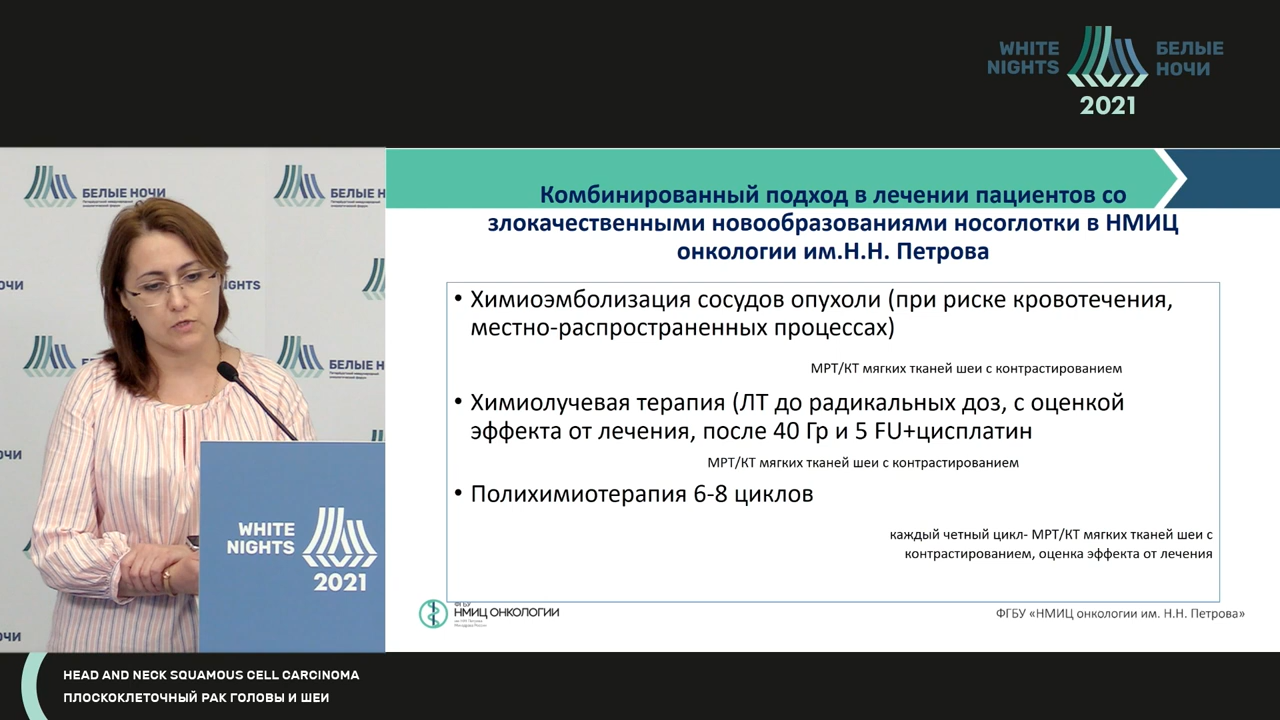 WHITE NIGHTS
БЕЛЫЕ НОЧИ
2021
БЕЛЫЕ НОЧИ
БЕЛЫЕ Н
ОЧИ
IGHTS
БЕЛЫЕ Н
ОЧИ
ОЧИ
WHITE
NIGHTS
2021
Комбинированный подход в лечении пациентов со
злокачественными новообразованиями носоглотки в НМИЦ
онкологии им.Н.Н. Петрова
• Химиоэмболизация сосудов опухоли (при риске кровотечения,
местно-распространенных процессах)
МРТ/КТ мягких тканей шеи с контрастированием
• Химиолучевая терапия (ЛТ до радикальных доз, с оценкой
эффекта от лечения, после 40 Гр и 5 FU+цисплатин
МРТ/КТ мягких тканей шеи с контрастированием
• Полихимиотерапия 6-8 циклов
каждый четный цикл- МРТ/КТ мягких тканей шеи с
контрастированием, оценка эффекта от лечения
ФГБУ
НМИЦ ОНКОЛОГИИ
ФГБУ «НМИЦ онкологии им. Н.Н. Петрова»
HEAD AND NECK SQUAMOUS CELL CARCINOMA
ПЛОСКОКЛЕТОЧНЫЙ РАК ГОЛОВЫ И ШЕИ